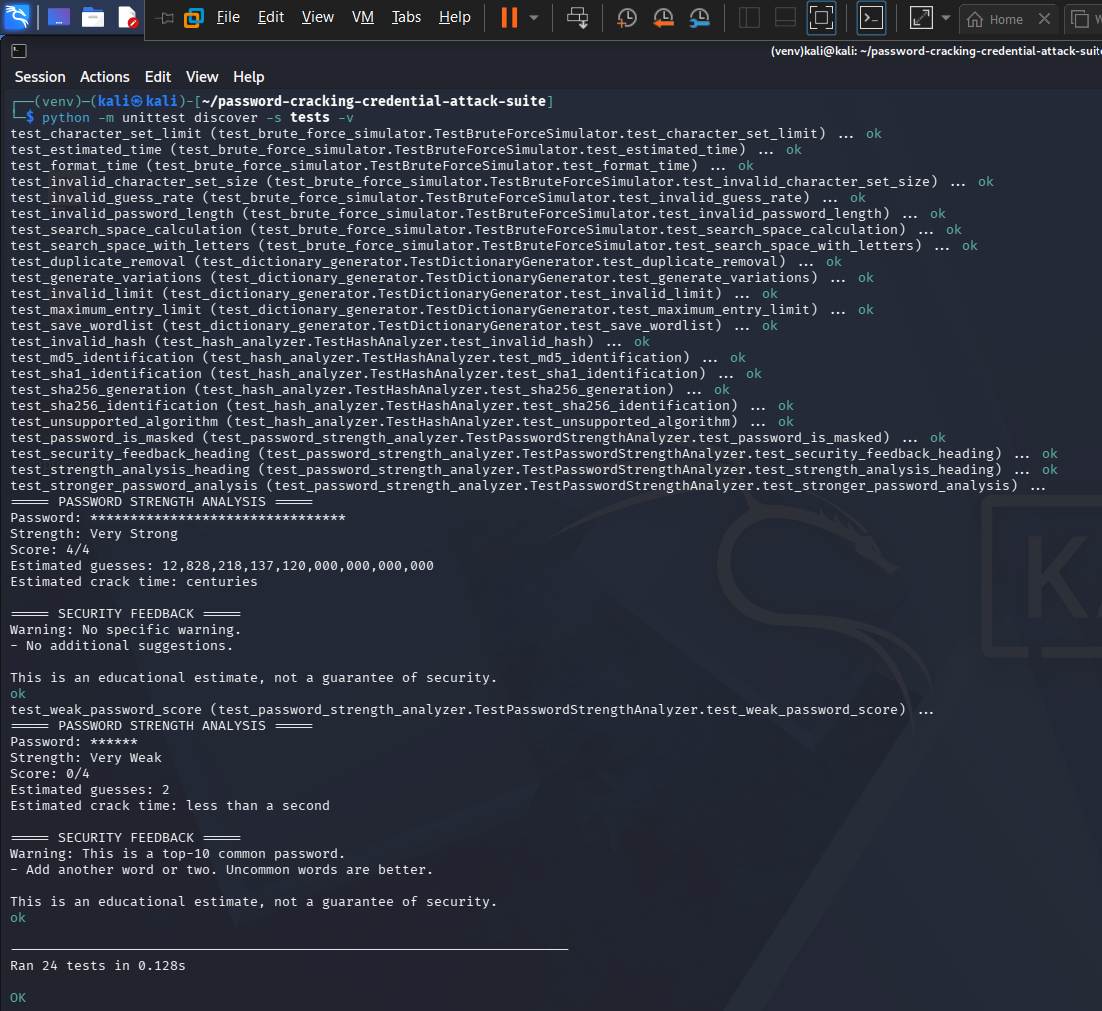 File Edit View VM Tabs Help Home
(venv)kali@kali: ~/password-cracking-credential-attack-suite
Session Actions Edit View Help
(venv)-(kali㉿kali)-[~/password-cracking-credential-attack-suite]
$ python -m unittest discover -s tests -v
test_character_set_limit (test_brute_force_simulator.TestBruteForceSimulator.test_character_set_limit) ... ok
test_estimated_time (test_brute_force_simulator.TestBruteForceSimulator.test_estimated_time) ... ok
test_format_time (test_brute_force_simulator.TestBruteForceSimulator.test_format_time) ... ok
test_invalid_character_set_size (test_brute_force_simulator.TestBruteForceSimulator.test_invalid_character_set_size) ... ok
test_invalid_guess_rate (test_brute_force_simulator.TestBruteForceSimulator.test_invalid_guess_rate) ... ok
test_invalid_password_length (test_brute_force_simulator.TestBruteForceSimulator.test_invalid_password_length) ... ok
test_search_space_calculation (test_brute_force_simulator.TestBruteForceSimulator.test_search_space_calculation) ... ok
test_search_space_with_letters (test_brute_force_simulator.TestBruteForceSimulator.test_search_space_with_letters) ... ok
test_duplicate_removal (test_dictionary_generator.TestDictionaryGenerator.test_duplicate_removal) ... ok
test_generate_variations (test_dictionary_generator.TestDictionaryGenerator.test_generate_variations) ... ok
test_invalid_limit (test_dictionary_generator.TestDictionaryGenerator.test_invalid_limit) ... ok
test_maximum_entry_limit (test_dictionary_generator.TestDictionaryGenerator.test_maximum_entry_limit) ... ok
test_save_wordlist (test_dictionary_generator.TestDictionaryGenerator.test_save_wordlist) ... ok
test_invalid_hash (test_hash_analyzer.TestHashAnalyzer.test_invalid_hash) ... ok
test_md5_identification (test_hash_analyzer.TestHashAnalyzer.test_md5_identification) ... ok
test_sha1_identification (test_hash_analyzer.TestHashAnalyzer.test_sha1_identification) ... ok
test_sha256_generation (test_hash_analyzer.TestHashAnalyzer.test_sha256_generation) ... ok
test_sha256_identification (test_hash_analyzer.TestHashAnalyzer.test_sha256_identification) ... ok
test_unsupported_algorithm (test_hash_analyzer.TestHashAnalyzer.test_unsupported_algorithm) ... ok
test_password_is_masked (test_password_strength_analyzer.TestPasswordStrengthAnalyzer.test_password_is_masked) ... ok
test_security_feedback_heading (test_password_strength_analyzer.TestPasswordStrengthAnalyzer.test_security_feedback_heading) ... ok
test_strength_analysis_heading (test_password_strength_analyzer.TestPasswordStrengthAnalyzer.test_strength_analysis_heading) ... ok
test_stronger_password_analysis (test_password_strength_analyzer.TestPasswordStrengthAnalyzer.test_stronger_password_analysis) ...
===== PASSWORD STRENGTH ANALYSIS =====
Password: ********************************
Strength: Very Strong
Score: 4/4
Estimated guesses: 12,828,218,137,120,000,000,000,000
Estimated crack time: centuries
===== SECURITY FEEDBACK =====
Warning: No specific warning.
- No additional suggestions.
This is an educational estimate, not a guarantee of security.
ok
test_weak_password_score (test_password_strength_analyzer.TestPasswordStrengthAnalyzer.test_weak_password_score) ...
===== PASSWORD STRENGTH ANALYSIS =====
Password: ******
Strength: Very Weak
Score: 0/4
Estimated guesses: 2
Estimated crack time: less than a second
===== SECURITY FEEDBACK =====
Warning: This is a top-10 common password.
- Add another word or two. Uncommon words are better.
This is an educational estimate, not a guarantee of security.
ok
Ran 24 tests in 0.128s
OK